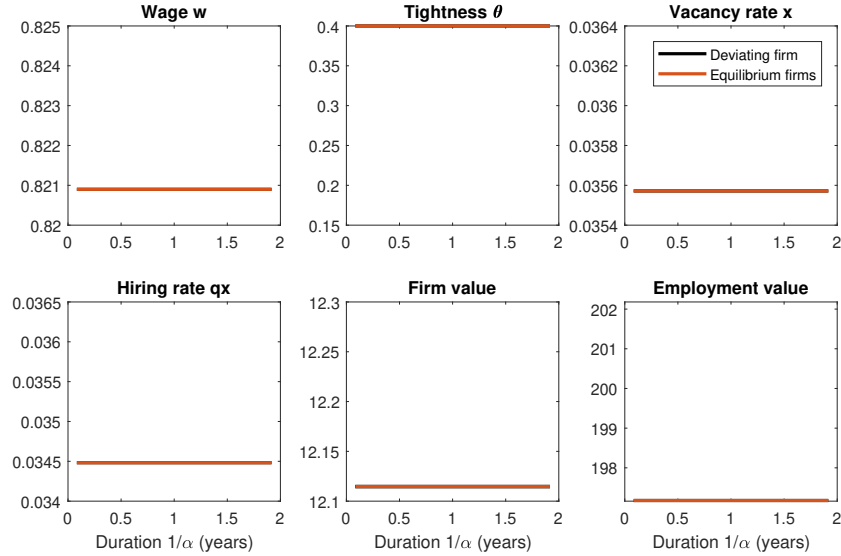 Wage w
0.825
0.824
0.823
0.822
0.821
0.82
0 0.5 1 1.5 2
Tightness θ
0.4
0.35
0.3
0.25
0.2
0.15
0 0.5 1 1.5 2
Vacancy rate x
0.0364
0.0362
0.036
0.0358
0.0356
0.0354
0 0.5 1 1.5 2
Deviating firm
Equilibrium firms
Hiring rate qx
0.0365
0.036
0.0355
0.035
0.0345
0.034
0 0.5 1 1.5 2
Duration 1/α (years)
Firm value
12.3
12.25
12.2
12.15
12.1
0 0.5 1 1.5 2
Duration 1/α (years)
Employment value
202
201
200
199
198
0 0.5 1 1.5 2
Duration 1/α (years)